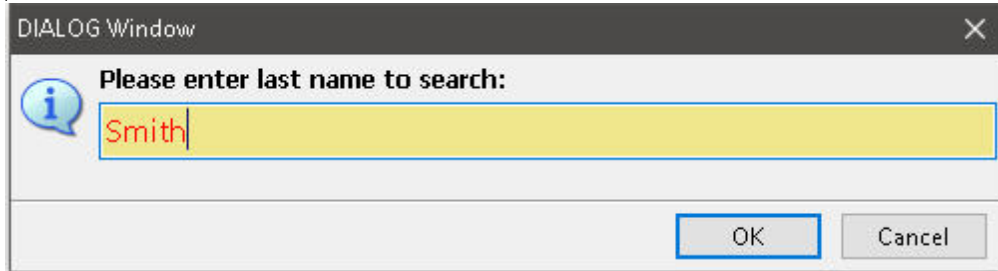 DIALOG Window
Please enter last name to search:
Smith
OK Cancel